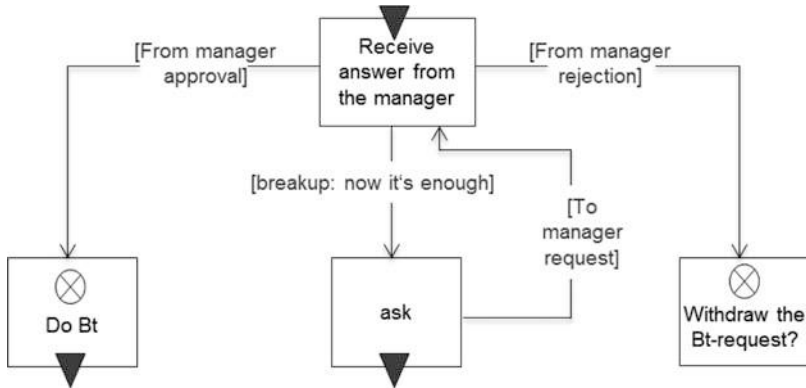 Receive
answer from
the manager
[From manager
approval]
[From manager
rejection]
[breakup: now it‘s enough]
[To
manager
request]
Do Bt
ask
Withdraw the
Bt-request?